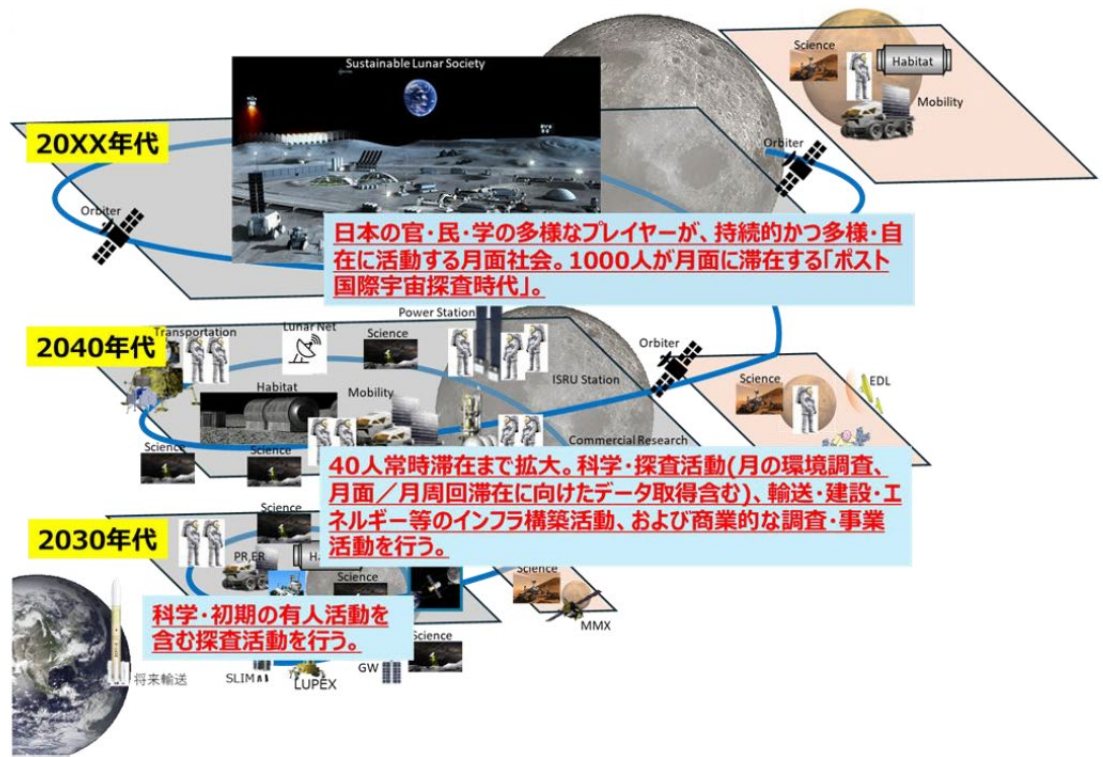 Sustainable Lunar Society
Science
Habitat
Mobility
20XX年代
Orbiter
Orbiter
日本の官・民・学の多様なプレイヤーが、持続的かつ多様・自
在に活動する月面社会。1000人が月面に滞在する「ポスト
国際宇宙探査時代」。
Power Station
Transportation
Lunar Net
Science
2040年代
Orbiter
ISRU Station
Science
EDL
Habitat
Mobility
Commercial Research
Science
Science
40人常時滞在まで拡大。科学・探査活動(月の環境調査、
月面／月周回滞在に向けたデータ取得含む)、輸送・建設・エ
ネルギー等のインフラ構築活動、および商業的な調査・事業
活動を行う。
Science
2030年代
PR,ER
Science
Science
MMX
科学・初期の有人活動を
含む探査活動を行う。
Science
GW
将来輸送
SLIM
LUPEX